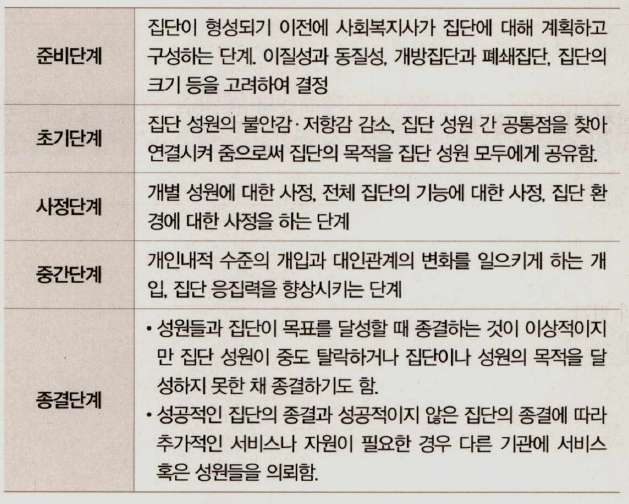 준비단계
집단이 형성되기 이전에 사회복지사가 집단에 대해 계획하고
구성하는 단계. 이질성과 동질성, 개방집단과 폐쇄집단, 집단의
크기 등을 고려하여 결정
초기단계
집단 성원의 불안감·저항감 감소, 집단 성원 간 공통점을 찾아
연결시켜 줌으로써 집단의 목적을 집단 성원 모두에게 공유함.
사정단계
개별 성원에 대한 사정, 전체 집단의 기능에 대한 사정, 집단 환
경에 대한 사정을 하는 단계
중간단계
개인내적 수준의 개입과 대인관계의 변화를 일으키게 하는 개
입, 집단 응집력을 향상시키는 단계
종결단계
• 성원들과 집단이 목표를 달성할 때 종결하는 것이 이상적이지
만 집단 성원이 중도 탈락하거나 집단이나 성원의 목적을 달
성하지 못한 채 종결하기도 함.
• 성공적인 집단의 종결과 성공적이지 않은 집단의 종결에 따라
추가적인 서비스나 자원이 필요한 경우 다른 기관에 서비스
혹은 성원들을 의뢰함.